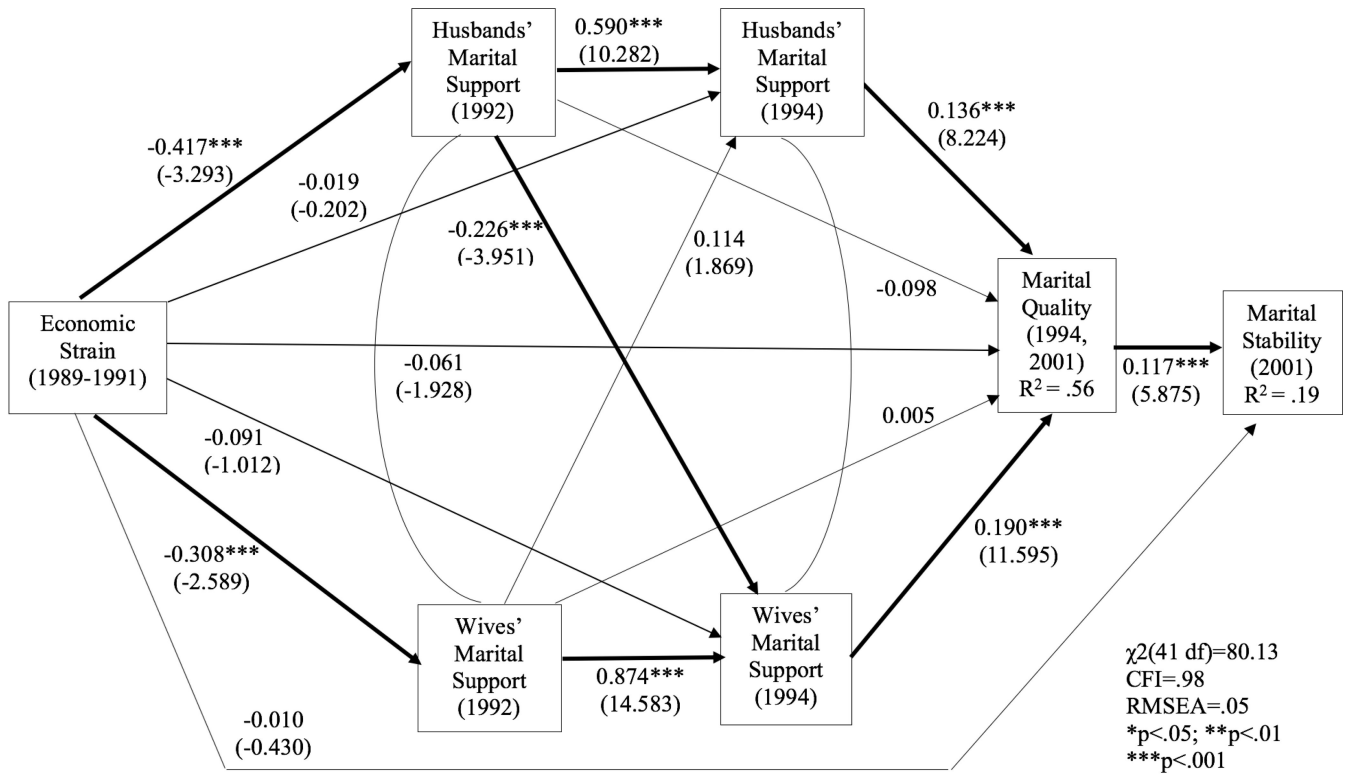 Husbands’
Marital
Support
(1992)
0.590***
(10.282)
Husbands’
Marital
Support
(1994)
0.136***
(8.224)
-0.417***
(-3.293)
-0.019
(-0.202)
-0.226***
(-3.951)
0.114
(1.869)
-0.098
Economic
Strain
(1989-1991)
-0.061
(-1.928)
Marital
Quality
(1994,
2001)
R² = .56
0.117***
(5.875)
Marital
Stability
(2001)
R² = .19
-0.091
(-1.012)
0.005
-0.308***
(-2.589)
0.190***
(11.595)
Wives’
Marital
Support
(1992)
0.874***
(14.583)
Wives’
Marital
Support
(1994)
-0.010
(-0.430)
χ2(41 df)=80.13
CFI=.98
RMSEA=.05
*p<.05; **p<.01
***p<.001